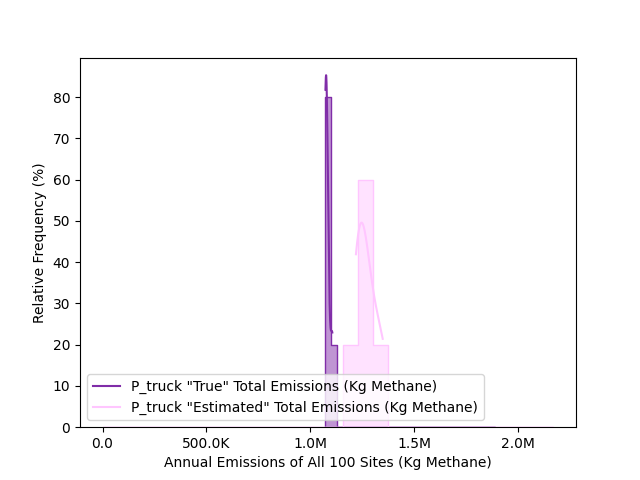 80
70
60
50
40
30
20
10
0
Relative Frequency (%)
P_truck "True" Total Emissions (Kg Methane)
P_truck "Estimated" Total Emissions (Kg Methane)
0.0 500.0K 1.0M 1.5M 2.0M
Annual Emissions of All 100 Sites (Kg Methane)